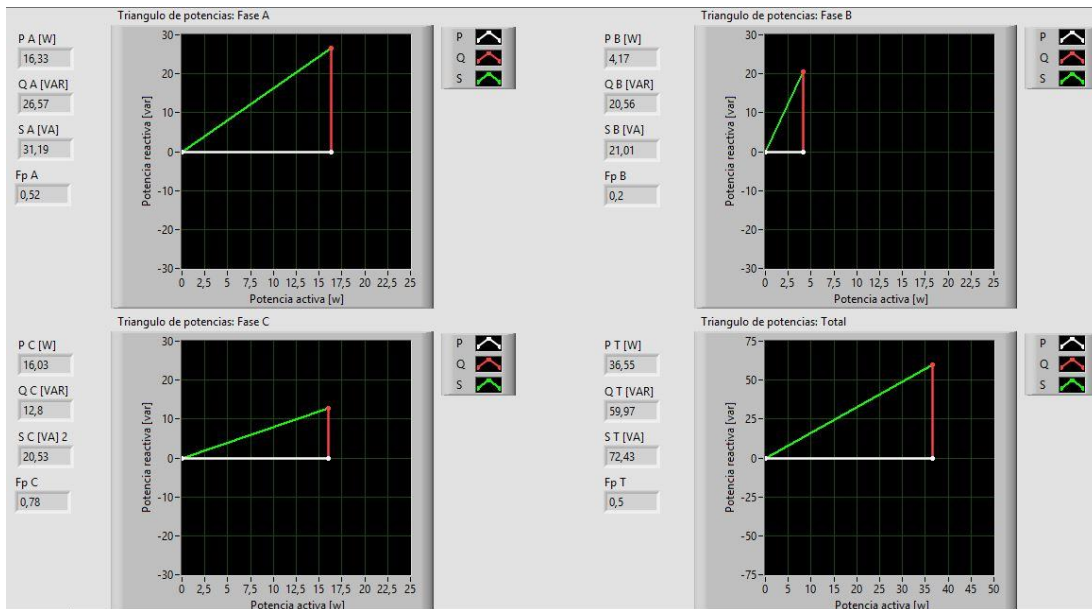 Triangulo de potencias: Fase A
P A [W]
16,33
Q A [VAR]
26,57
S A [VA]
31,19
Fp A
0,52
Potencia reactiva [var]
30
20
10
0
-10
-20
-30
0 2,5 5 7,5 10 12,5 15 17,5 20 22,5 25
Potencia activa [w]
P
Q
S
Triangulo de potencias: Fase B
P B [W]
4,17
Q B [VAR]
20,56
S B [VA]
21,01
Fp B
0,2
Potencia reactiva [var]
30
20
10
0
-10
-20
-30
0 2,5 5 7,5 10 12,5 15 17,5 20 22,5 25
Potencia activa [w]
P
Q
S
Triangulo de potencias: Fase C
P C [W]
16,03
Q C [VAR]
12,8
S C [VA] 2
20,53
Fp C
0,78
Potencia reactiva [var]
30
20
10
0
-10
-20
-30
0 2,5 5 7,5 10 12,5 15 17,5 20 22,5 25
Potencia activa [w]
P
Q
S
Triangulo de potencias: Total
P T [W]
36,55
Q T [VAR]
59,97
S T [VA]
72,43
Fp T
0,5
Potencia reactiva [var]
75
50
25
0
-25
-50
-75
0 5 10 15 20 25 30 35 40 45 50
Potencia activa [w]
P
Q
S